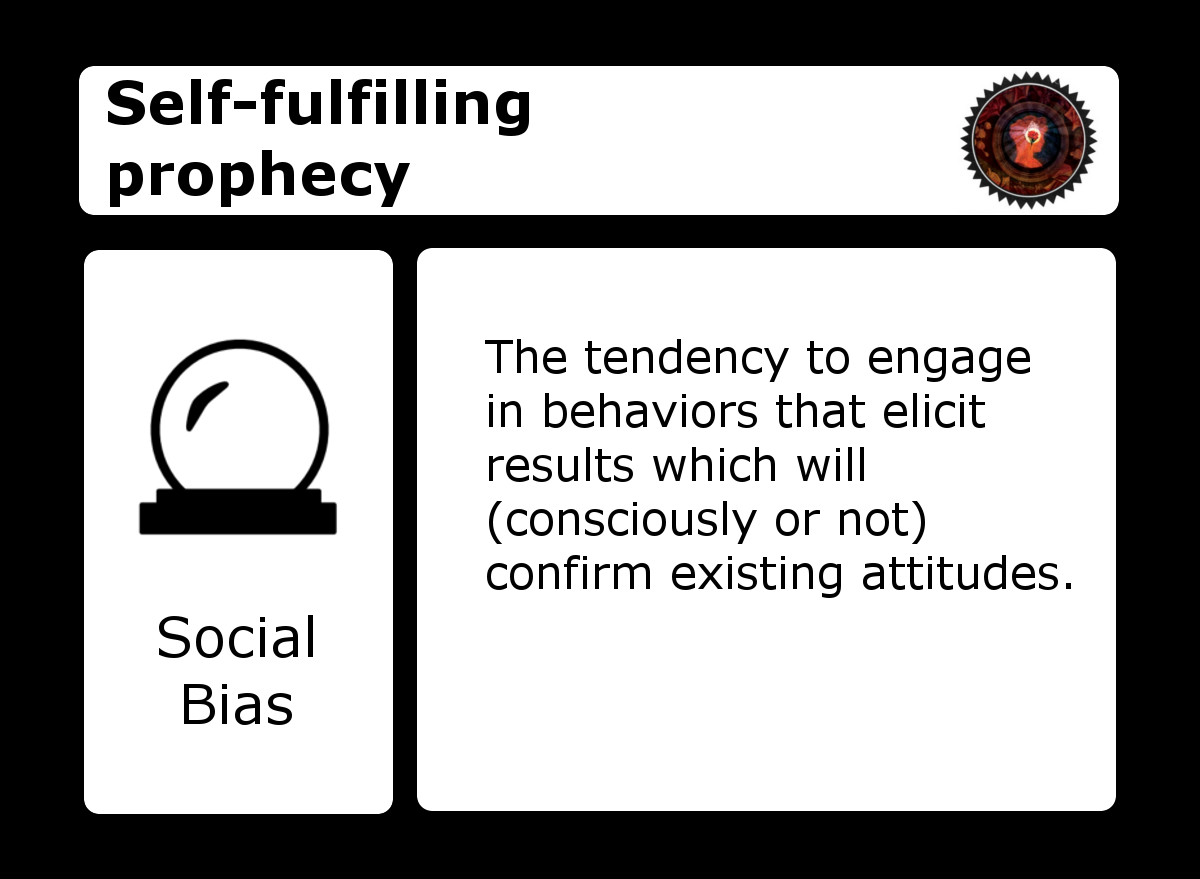 Self-fulfilling
prophecy
The tendency to engage
in behaviors that elicit
results which will
(consciously or not)
confirm existing attitudes.
Social
Bias